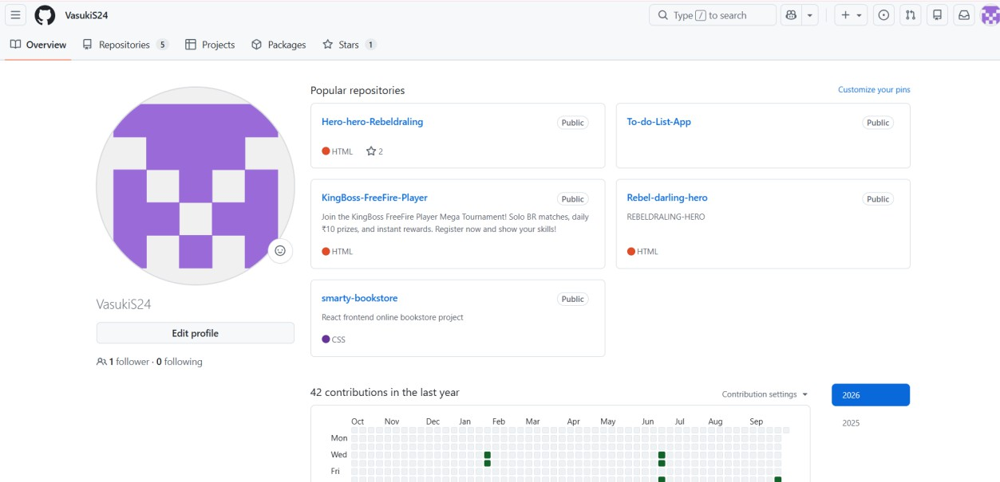 VasukiS24
Type / to search
Overview
Repositories 5
Projects
Packages
Stars 1
Popular repositories
Customize your pins
Hero-hero-Rebeldraling Public
HTML 2
To-do-List-App Public
KingBoss-FreeFire-Player Public
Join the KingBoss FreeFire Player Mega Tournament! Solo BR matches, daily
₹10 prizes, and instant rewards. Register now and show your skills!
HTML
Rebel-darling-hero Public
REBELDRALING-HERO
HTML
smarty-bookstore Public
React frontend online bookstore project
CSS
VasukiS24
Edit profile
1 follower · 0 following
42 contributions in the last year
Contribution settings
2026
2025
Oct Nov Dec Jan Feb Mar Apr May Jun Jul Aug Sep
Mon
Wed
Fri